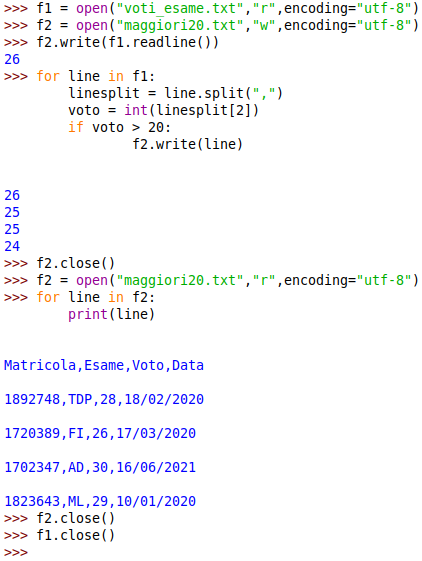 >>> f1 = open("voti_esame.txt","r",encoding="utf-8")
>>> f2 = open("maggiori20.txt","w",encoding="utf-8")
>>> f2.write(f1.readline())
26
>>> for line in f1:
        linesplit = line.split(",")
        voto = int(linesplit[2])
        if voto > 20:
                f2.write(line)
26
25
25
24
>>> f2.close()
>>> f2 = open("maggiori20.txt","r",encoding="utf-8")
>>> for line in f2:
        print(line)
Matricola,Esame,Voto,Data
1892748,TDP,28,18/02/2020
1720389,FI,26,17/03/2020
1702347,AD,30,16/06/2021
1823643,ML,29,10/01/2020
>>> f2.close()
>>> f1.close()
>>>